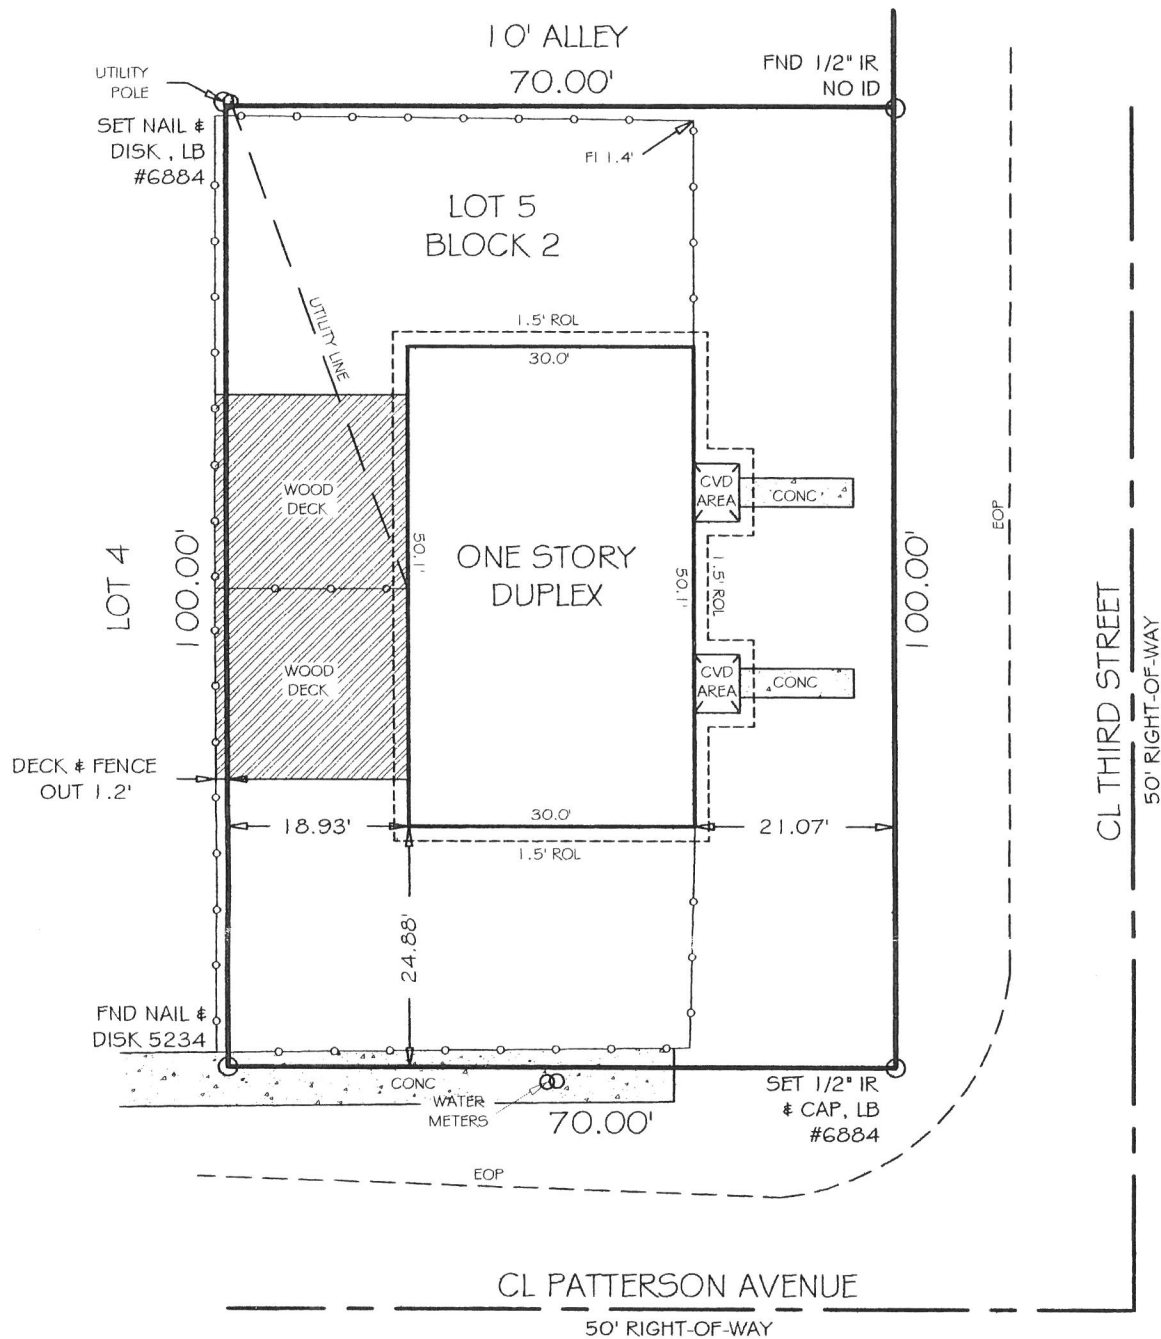 10' ALLEY
70.00'
FND 1/2" IR
NO ID
UTILITY
POLE
SET NAIL &
DISK , LB
#6884
FI 1.4'
LOT 5
BLOCK 2
UTILITY LINE
1.5' ROL
30.0'
WOOD
DECK
CVD
AREA
CONC
EOP
LOT 4
100.00'
50.1'
ONE STORY
DUPLEX
50.1'
1.5' ROL
100.00'
CL THIRD STREET
50' RIGHT-OF-WAY
WOOD
DECK
CVD
AREA
CONC
DECK & FENCE
OUT 1.2'
18.93'
30.0'
21.07'
1.5' ROL
24.88'
FND NAIL &
DISK 5234
CONC
WATER
METERS
70.00'
SET 1/2" IR
& CAP, LB
#6884
EOP
CL PATTERSON AVENUE
50' RIGHT-OF-WAY